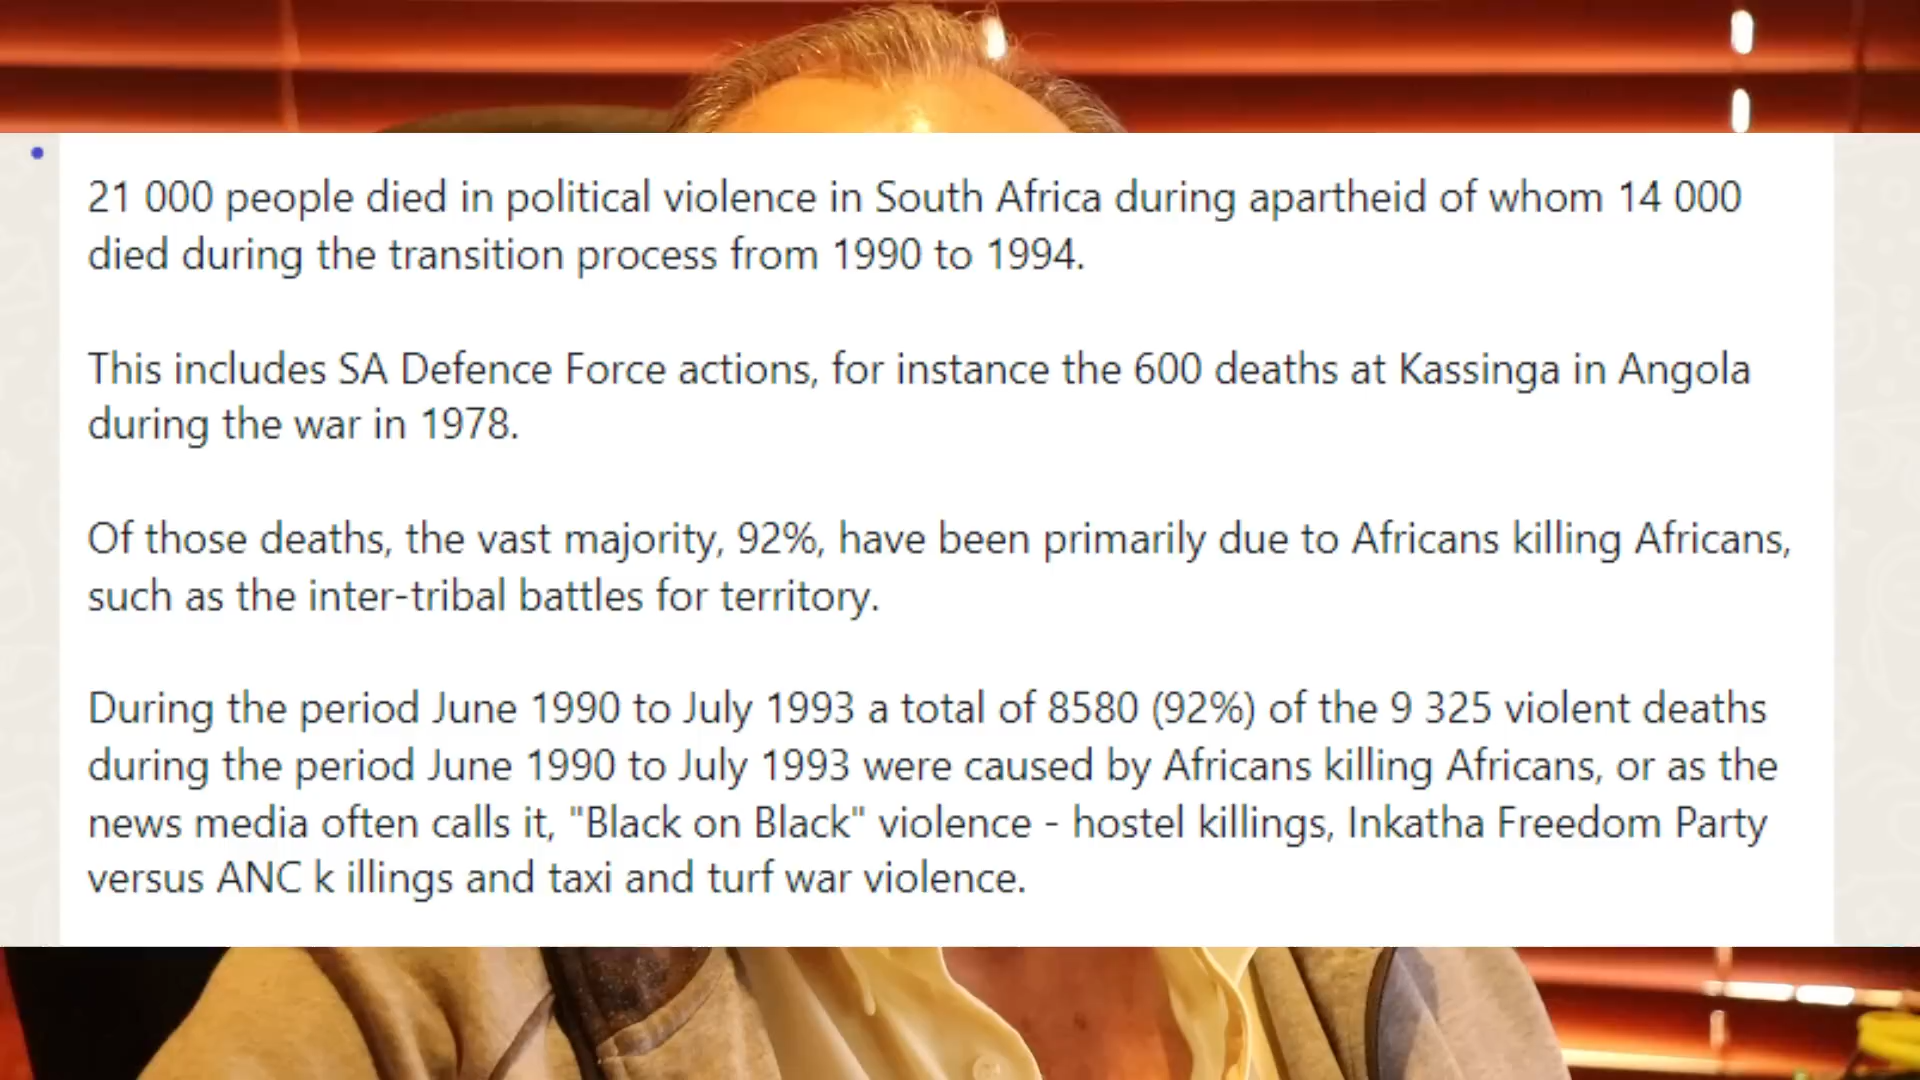 21 000 people died in political violence in South Africa during apartheid of whom 14 000
died during the transition process from 1990 to 1994.
This includes SA Defence Force actions, for instance the 600 deaths at Kassinga in Angola
during the war in 1978.
Of those deaths, the vast majority, 92%, have been primarily due to Africans killing Africans,
such as the inter-tribal battles for territory.
During the period June 1990 to July 1993 a total of 8580 (92%) of the 9 325 violent deaths
during the period June 1990 to July 1993 were caused by Africans killing Africans, or as the
news media often calls it, "Black on Black" violence - hostel killings, Inkatha Freedom Party
versus ANC k illings and taxi and turf war violence.